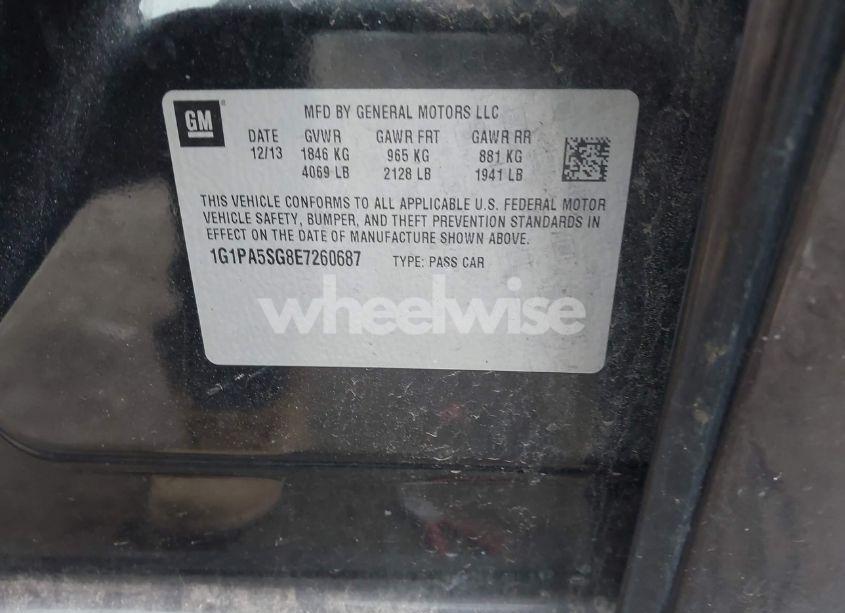 GM
MFD BY GENERAL MOTORS LLC
DATE GVWR GAWR FRT GAWR RR
12/13 1846 KG 965 KG 881 KG
4069 LB 2128 LB 1941 LB
THIS VEHICLE CONFORMS TO ALL APPLICABLE U.S. FEDERAL MOTOR
VEHICLE SAFETY, BUMPER, AND THEFT PREVENTION STANDARDS IN
EFFECT ON THE DATE OF MANUFACTURE SHOWN ABOVE.
1G1PA5SG8E7260687 TYPE: PASS CAR
wheelwise